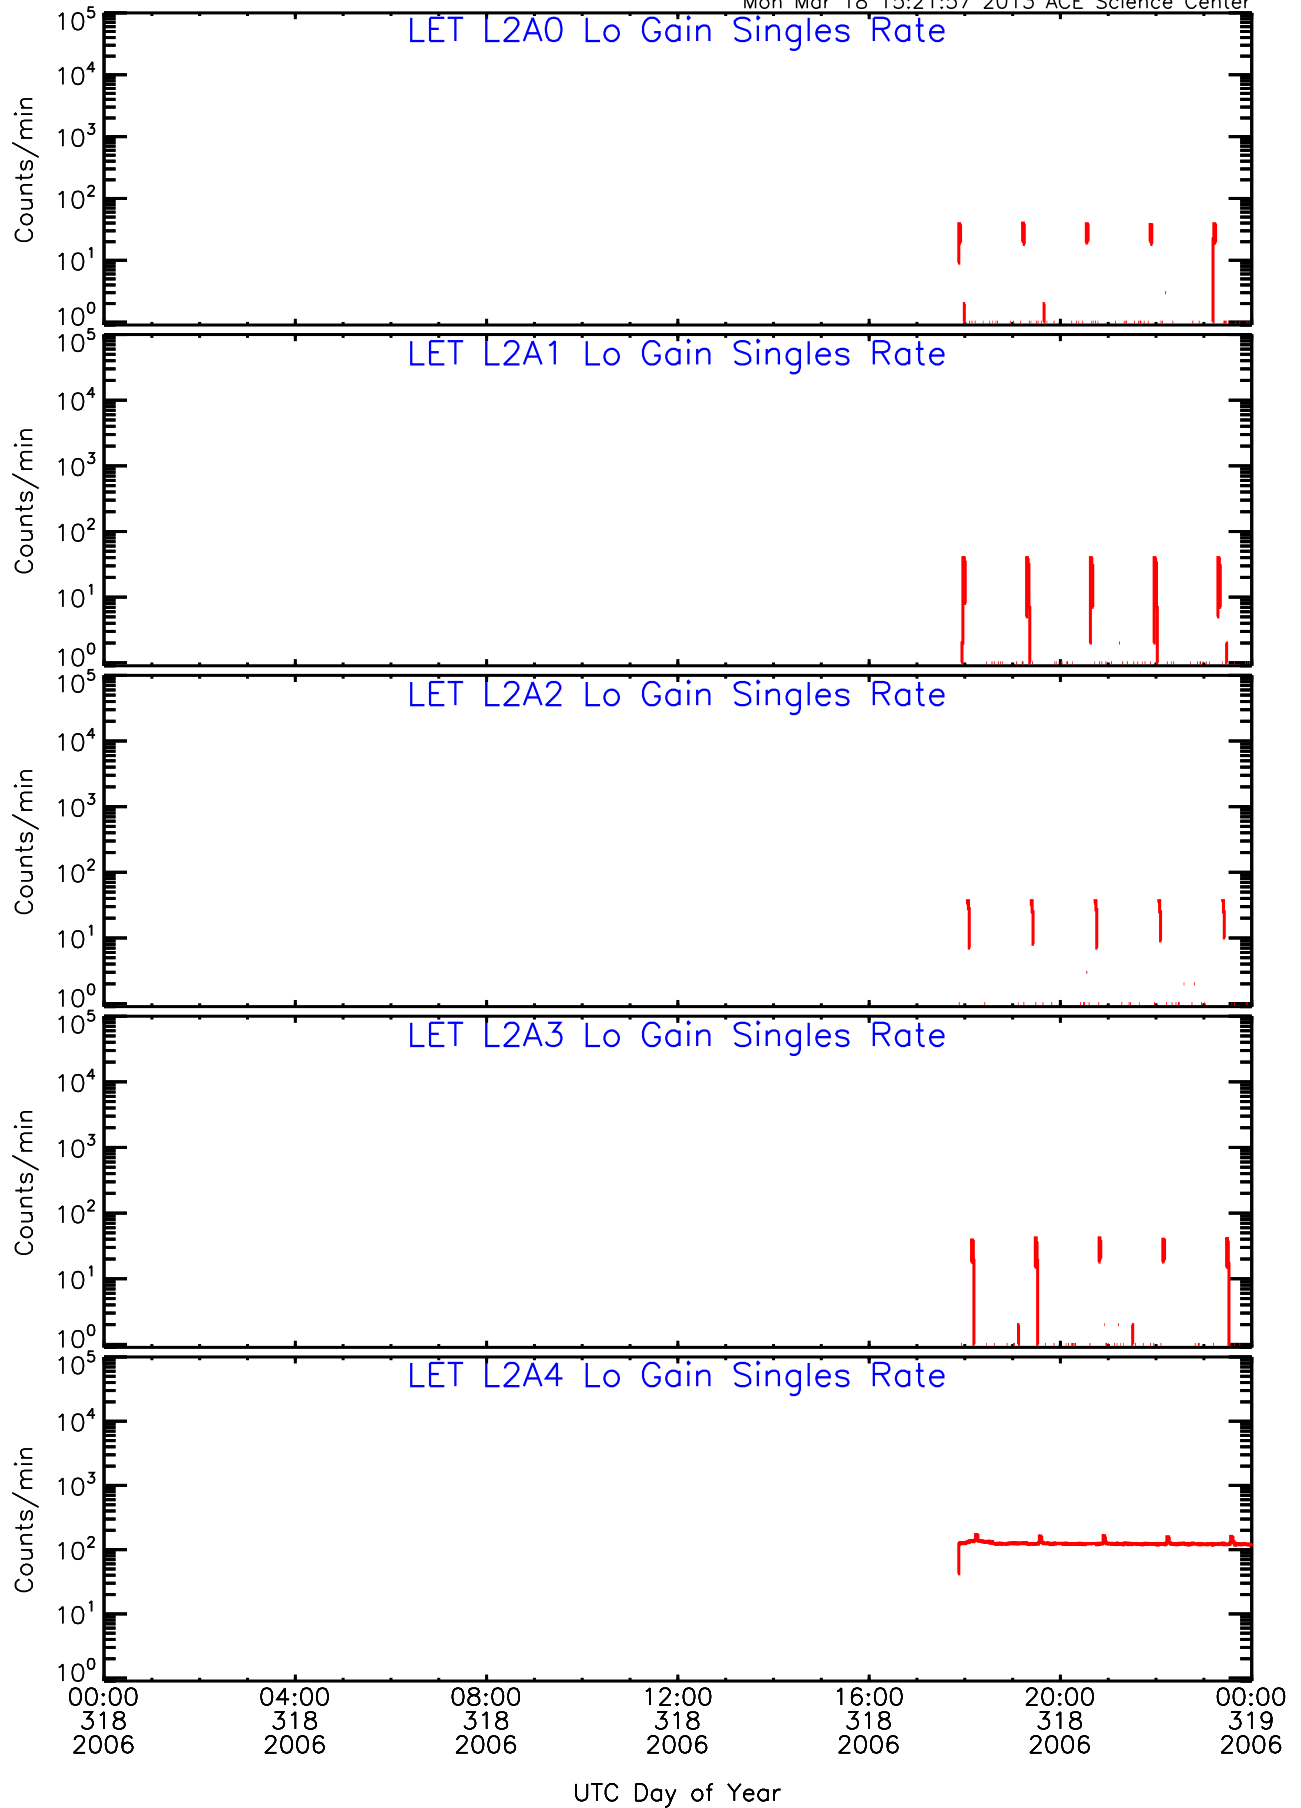 Mon Mar 18 15:21:57 2013 ACE Science Center
LET L2A0 Lo Gain Singles Rate
10^5
10^4
10^3
10^2
10^1
10^0
Counts/min
LET L2A1 Lo Gain Singles Rate
10^5
10^4
10^3
10^2
10^1
10^0
Counts/min
LET L2A2 Lo Gain Singles Rate
10^5
10^4
10^3
10^2
10^1
10^0
Counts/min
LET L2A3 Lo Gain Singles Rate
10^5
10^4
10^3
10^2
10^1
10^0
Counts/min
LET L2A4 Lo Gain Singles Rate
10^5
10^4
10^3
10^2
10^1
10^0
Counts/min
00:00 04:00 08:00 12:00 16:00 20:00 00:00
318 318 318 318 318 318 319
2006 2006 2006 2006 2006 2006 2006
UTC Day of Year